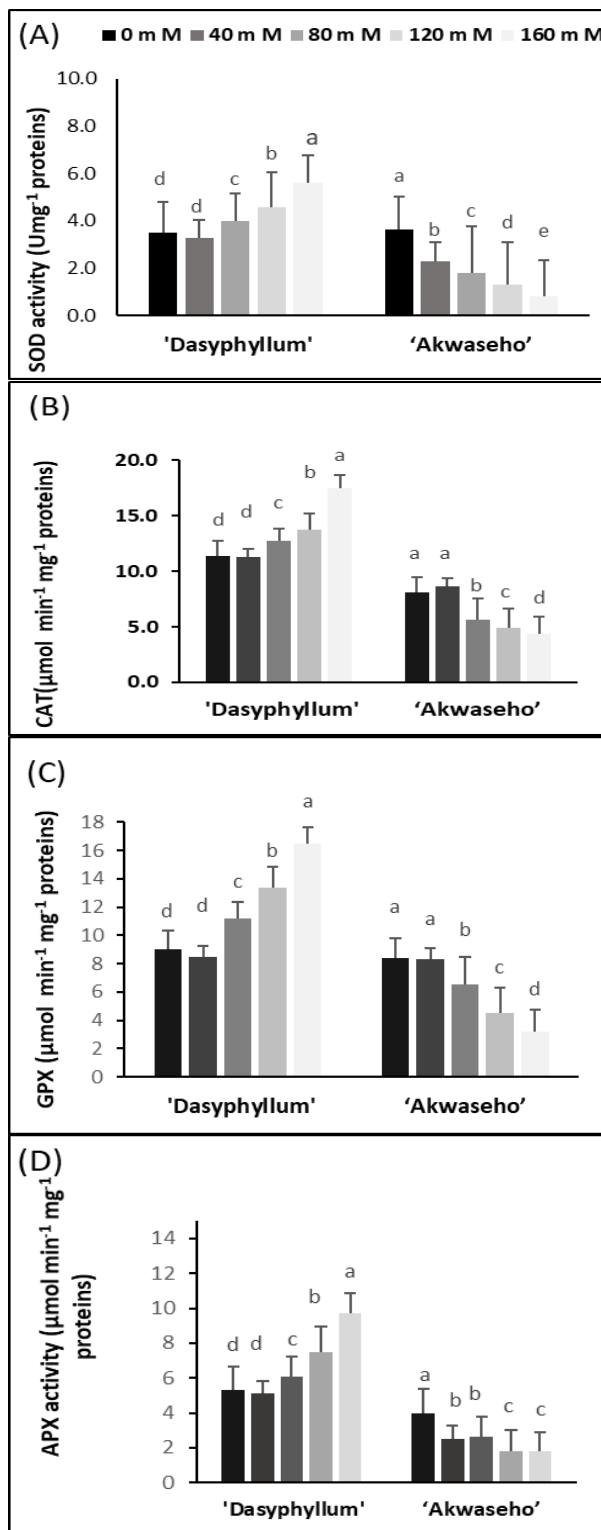 (A) 0 m M 40 m M 80 m M 120 m M 160 m M
SOD activity (Umg⁻¹ proteins)
10.0
8.0
6.0
4.0
2.0
0.0
d d c b a a b c d e
'Dasyphyllum' ‘Akwaseho’
(B)
CAT(µmol min⁻¹ mg⁻¹ proteins)
20.0
15.0
10.0
5.0
0.0
d d c b a a a b c d
'Dasyphyllum' ‘Akwaseho’
(C)
GPX (µmol min⁻¹ mg⁻¹ proteins)
18
16
14
12
10
8
6
4
2
0
d d c b a a a b c d
'Dasyphyllum' ‘Akwaseho’
(D)
APX activity (µmol min⁻¹ mg⁻¹
proteins)
14
12
10
8
6
4
2
0
d d c b a a b b c c
'Dasyphyllum' ‘Akwaseho’